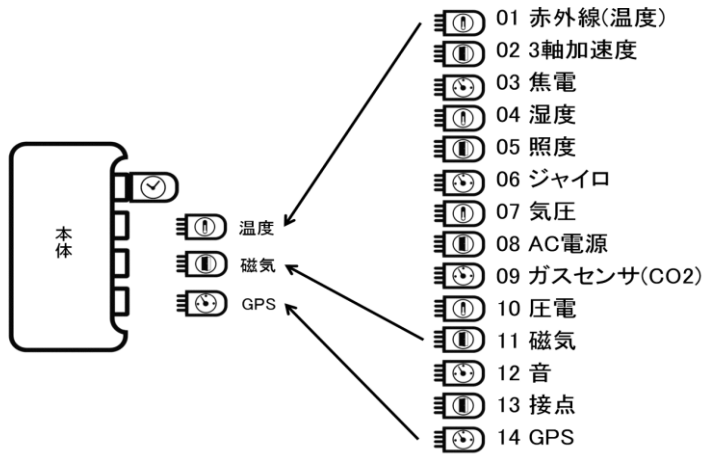 本体
温度
磁気
GPS
01 赤外線(温度)
02 3軸加速度
03 焦電
04 湿度
05 照度
06 ジャイロ
07 気圧
08 AC電源
09 ガスセンサ(CO2)
10 圧電
11 磁気
12 音
13 接点
14 GPS